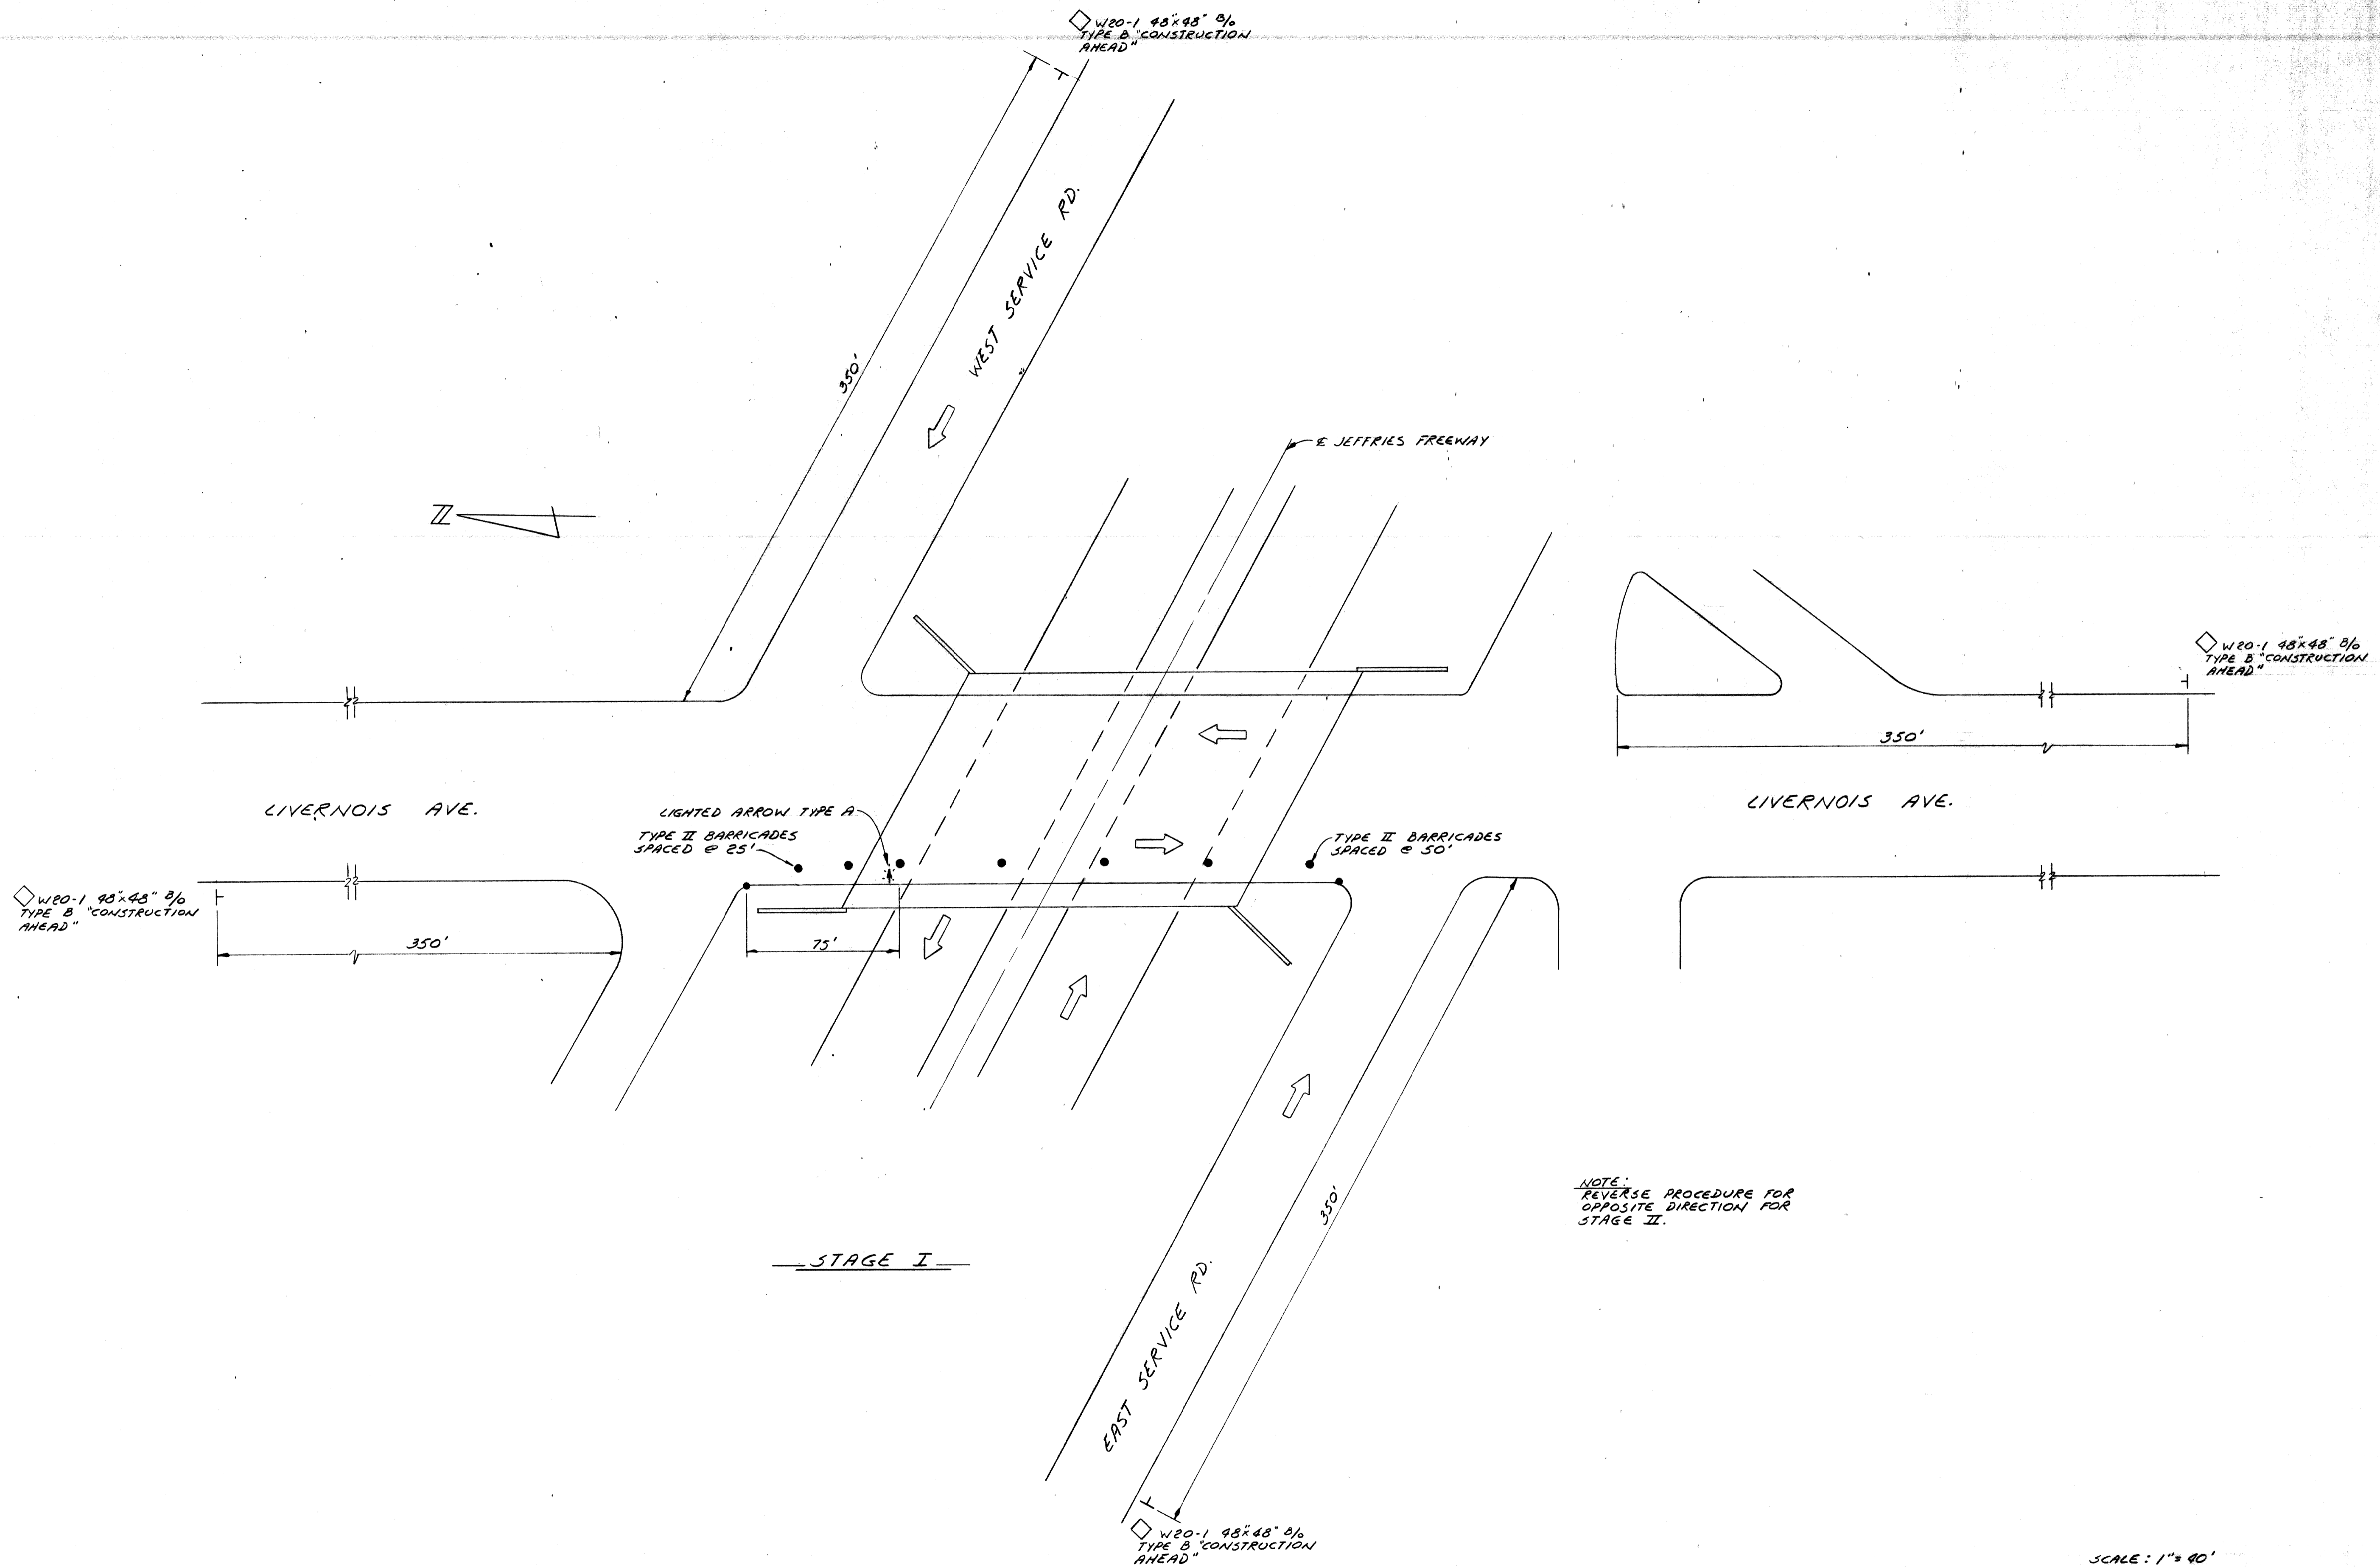 W20-1 48"x48" B/O
TYPE B "CONSTRUCTION
AHEAD"
350'
WEST SERVICE RD.
℄ JEFFRIES FREEWAY
N
W20-1 48"x48" B/O
TYPE B "CONSTRUCTION
AHEAD"
350'
LIVERNOIS AVE.
LIGHTED ARROW TYPE A
TYPE II BARRICADES
SPACED @ 25'
TYPE II BARRICADES
SPACED @ 50'
LIVERNOIS AVE.
W20-1 48"x48" B/O
TYPE B "CONSTRUCTION
AHEAD"
350'
75'
NOTE:
REVERSE PROCEDURE FOR
OPPOSITE DIRECTION FOR
STAGE II.
350'
STAGE I
EAST SERVICE RD.
W20-1 48"x48" B/O
TYPE B "CONSTRUCTION
AHEAD"
SCALE: 1"= 40'